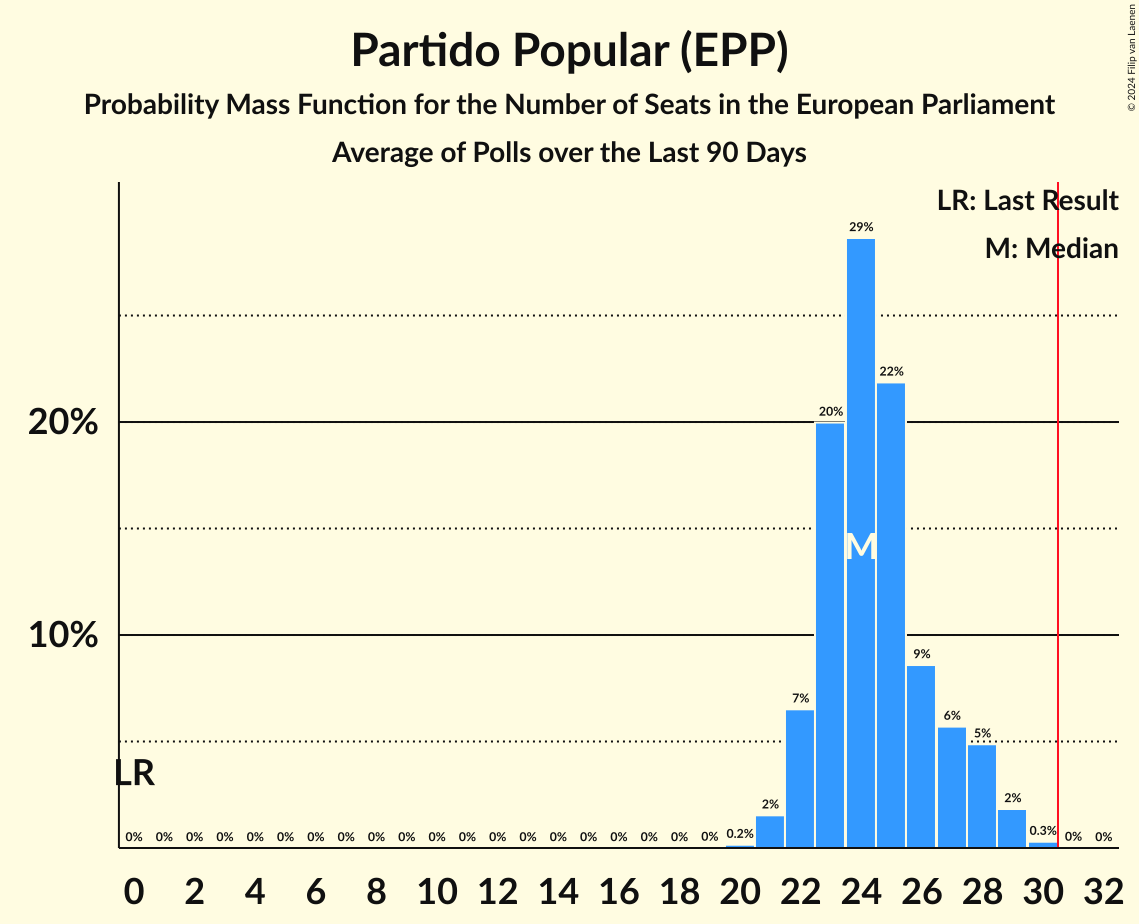 Partido Popular (EPP)
Probability Mass Function for the Number of Seats in the European Parliament
Average of Polls over the Last 90 Days
© 2024 Filip van Laenen
LR: Last Result
M: Median
29%
22%
20%
20%
M
10%
9%
7%
6%
5%
LR
2%
2%
0% 0% 0% 0% 0% 0% 0% 0% 0% 0% 0% 0% 0% 0% 0% 0% 0% 0% 0% 0% 0.2% 0.3% 0% 0%
0 2 4 6 8 10 12 14 16 18 20 22 24 26 28 30 32